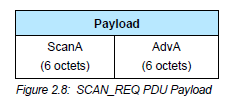 Payload
ScanA AdvA
(6 octets) (6 octets)
Figure 2.8: SCAN_REQ PDU Payload